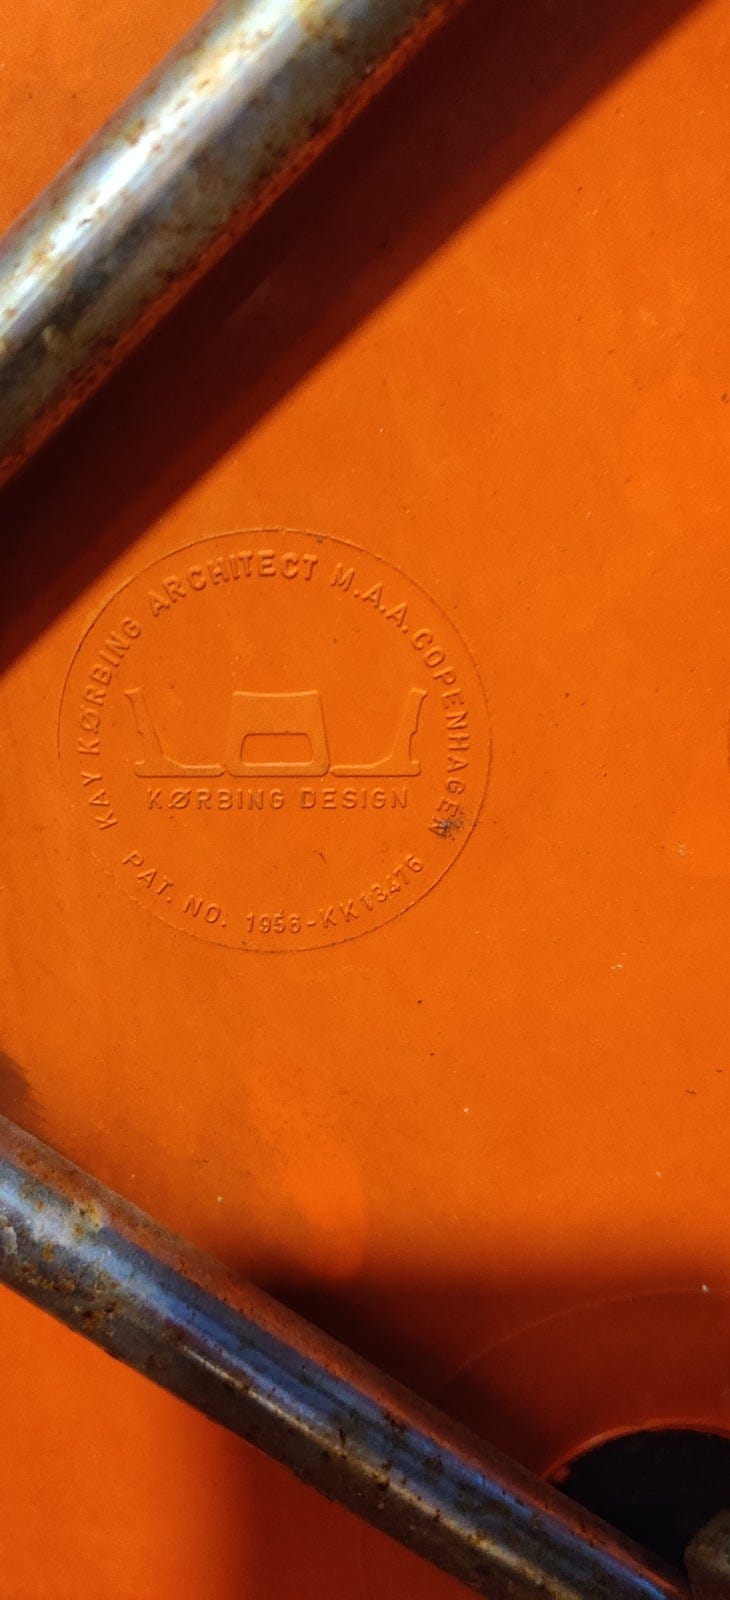 KAY KØRBING ARCHITECT M.A.A. COPENHAGEN
KØRBING DESIGN
PAT. NO. 1956-KK13476